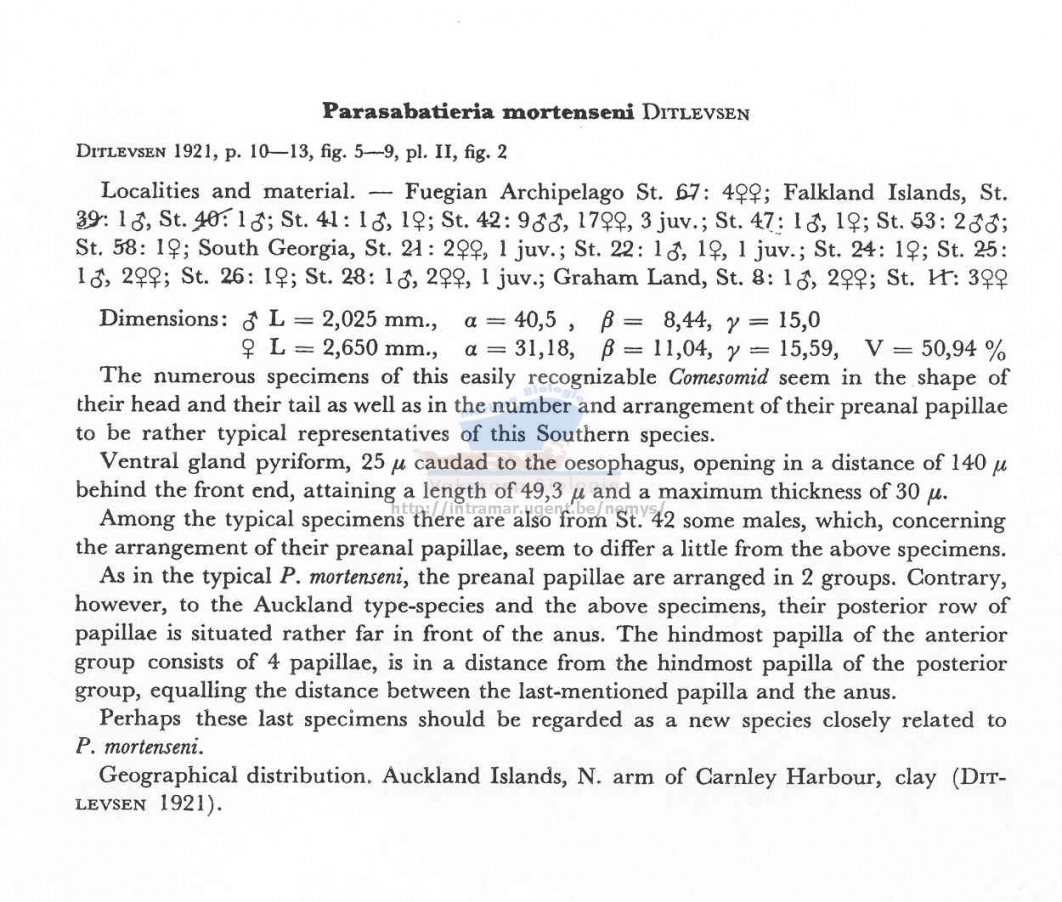 Parasabatieria mortenseni DITLEVSEN
DITLEVSEN 1921, p. 10—13, fig. 5—9, pl. II, fig. 2
Localities and material. — Fuegian Archipelago St. 67: 4♀♀; Falkland Islands, St.
39: 1♂, St. 40: 1♂; St. 41: 1♂, 1♀; St. 42: 9♂♂, 17♀♀, 3 juv.; St. 47: 1♂, 1♀; St. 53: 2♂♂;
St. 58: 1♀; South Georgia, St. 21: 2♀♀, 1 juv.; St. 22: 1♂, 1♀, 1 juv.; St. 24: 1♀; St. 25:
1♂, 2♀♀; St. 26: 1♀; St. 28: 1♂, 2♀♀, 1 juv.; Graham Land, St. 8: 1♂, 2♀♀; St. : 3♀♀
Dimensions: ♂ L = 2,025 mm., α = 40,5 , β = 8,44, γ = 15,0
♀ L = 2,650 mm., α = 31,18, β = 11,04, γ = 15,59, V = 50,94 %
The numerous specimens of this easily recognizable Comesomid seem in the shape of
their head and their tail as well as in the number and arrangement of their preanal papillae
to be rather typical representatives of this Southern species.
Ventral gland pyriform, 25 μ caudad to the oesophagus, opening in a distance of 140 μ
behind the front end, attaining a length of 49,3 μ and a maximum thickness of 30 μ.
http://intramar.ugent.be/nemys/
Among the typical specimens there are also from St. 42 some males, which, concerning
the arrangement of their preanal papillae, seem to differ a little from the above specimens.
As in the typical P. mortenseni, the preanal papillae are arranged in 2 groups. Contrary,
however, to the Auckland type-species and the above specimens, their posterior row of
papillae is situated rather far in front of the anus. The hindmost papilla of the anterior
group consists of 4 papillae, is in a distance from the hindmost papilla of the posterior
group, equalling the distance between the last-mentioned papilla and the anus.
Perhaps these last specimens should be regarded as a new species closely related to
P. mortenseni.
Geographical distribution. Auckland Islands, N. arm of Carnley Harbour, clay (DIT-
LEVSEN 1921).